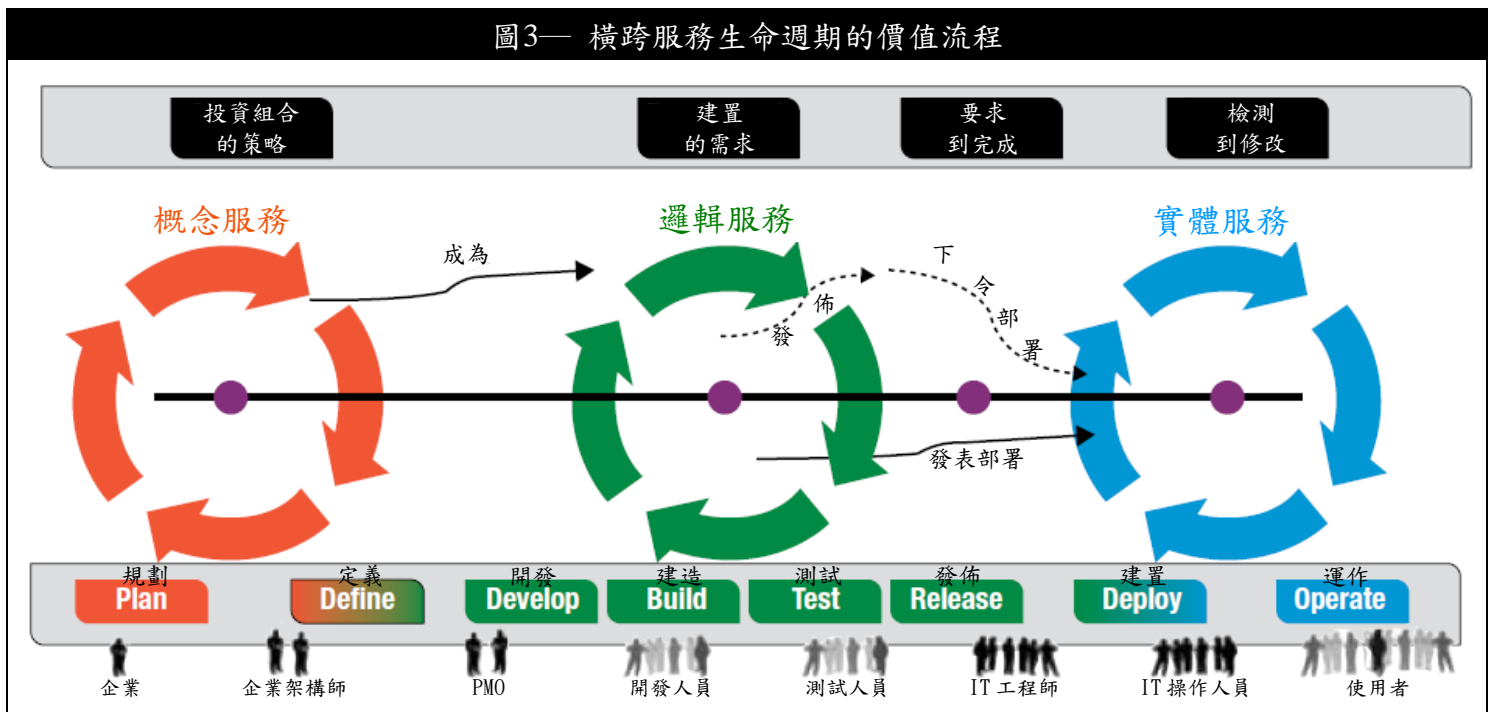 圖3— 橫跨服務生命週期的價值流程
投資組合
的策略
建置
的需求
要求
到完成
檢測
到修改
概念服務
邏輯服務
實體服務
成為
發佈
下令部署
發表部署
規劃
Plan
定義
Define
開發
Develop
建造
Build
測試
Test
發佈
Release
建置
Deploy
運作
Operate
企業
企業架構師
PMO
開發人員
測試人員
IT工程師
IT操作人員
使用者